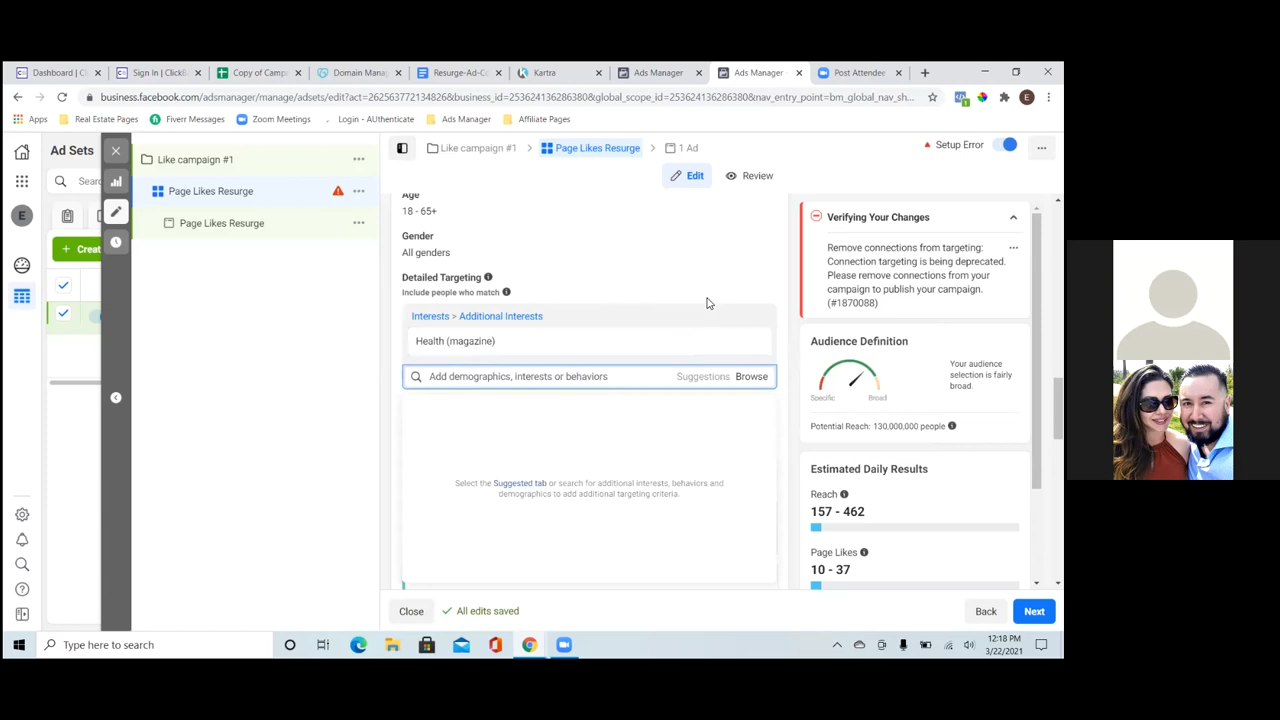 Dashboard | Cl
Sign In | ClickB
Copy of Camp
Domain Mana
Resurge-Ad-Co
Kartra
Ads Manager
Ads Manager
Post Attendee
business.facebook.com/adsmanager/manage/adsets/edit?act=262563772134826&business_id=253624136286380&global_scope_id=253624136286380&nav_entry_point=bm_global_nav_sh...
E
Apps
Real Estate Pages
Fiverr Messages
Zoom Meetings
Login - AUthenticate
Ads Manager
Affiliate Pages
Ad Sets
Like campaign #1
Like campaign #1
Page Likes Resurge
1 Ad
Setup Error
Edit
Review
Sear
Page Likes Resurge
Page Likes Resurge
E
+ Creat
Age
18 - 65+
Gender
All genders
Detailed Targeting
Include people who match
Interests > Additional Interests
Health (magazine)
Add demographics, interests or behaviors
Suggestions
Browse
Select the Suggested tab or search for additional interests, behaviors and
demographics to add additional targeting criteria.
Verifying Your Changes
Remove connections from targeting:
Connection targeting is being deprecated.
Please remove connections from your
campaign to publish your campaign.
(#1870088)
Audience Definition
Your audience
selection is fairly
broad.
Specific
Broad
Potential Reach: 130,000,000 people
Estimated Daily Results
Reach
157 - 462
Page Likes
10 - 37
Close
All edits saved
Back
Next
Type here to search
12:18 PM
3/22/2021